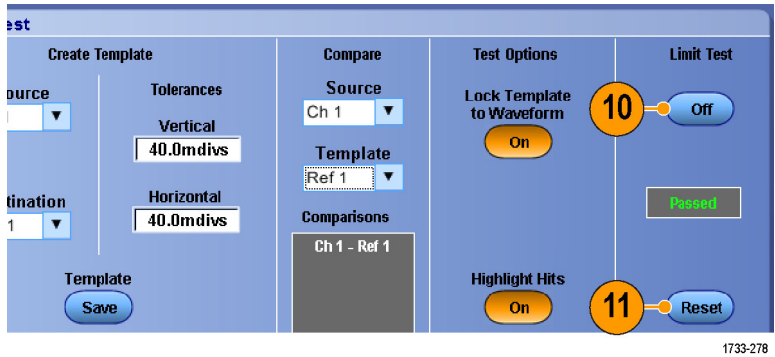 est
Create Template
Compare
Test Options
Limit Test
ource
Tolerances
Vertical
40.0mdivs
Horizontal
40.0mdivs
tination
1
Template
Save
Source
Ch 1
Template
Ref 1
Comparisons
Ch 1 - Ref 1
Lock Template
to Waveform
On
Highlight Hits
On
10
Off
Passed
11
Reset
1733-278